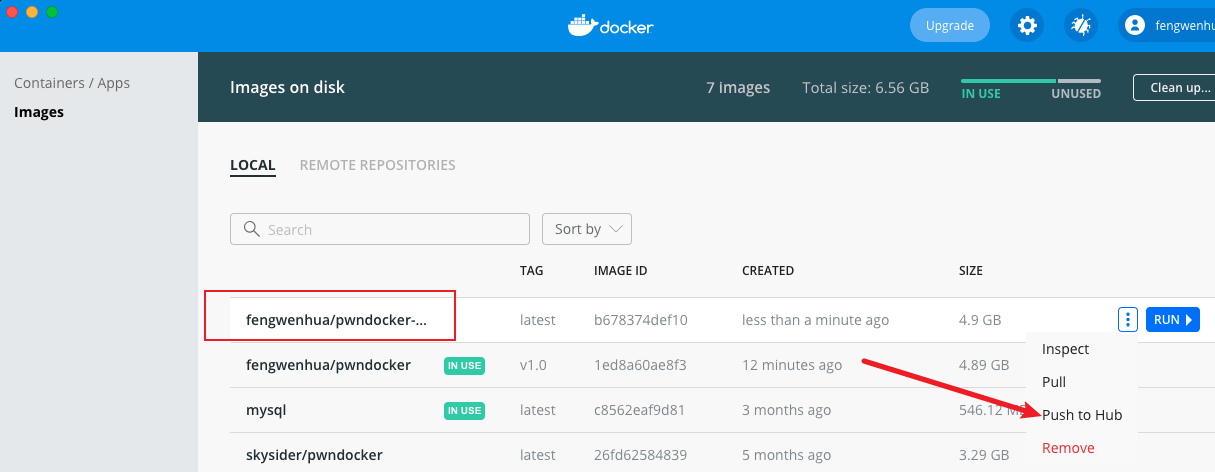 docker
Upgrade
fengwenhu
Containers / Apps
Images
Images on disk
7 images
Total size: 6.56 GB
IN USE
UNUSED
Clean up...
LOCAL
REMOTE REPOSITORIES
Search
Sort by
TAG IMAGE ID CREATED SIZE
fengwenhua/pwndocker-... latest b678374def10 less than a minute ago 4.9 GB RUN
Inspect
fengwenhua/pwndocker IN USE v1.0 1ed8a60ae8f3 12 minutes ago 4.89 GB
Pull
mysql IN USE latest c8562eaf9d81 3 months ago 546.12 M
Push to Hub
Remove
skysider/pwndocker latest 26fd62584839 5 months ago 3.29 GB